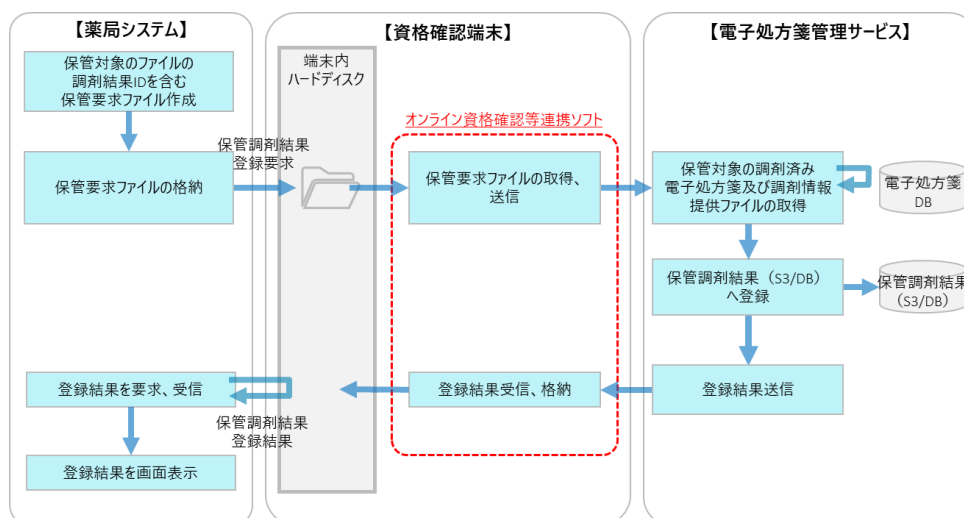 【薬局システム】
【資格確認端末】
【電子処方箋管理サービス】
保管対象のファイルの
調剤結果IDを含む
保管要求ファイル作成
端末内
ハードディスク
オンライン資格確認等連携ソフト
保管調剤結果
登録要求
保管要求ファイルの格納
保管要求ファイルの取得、
送信
保管対象の調剤済み
電子処方箋及び調剤情報
提供ファイルの取得
電子処方箋
DB
保管調剤結果（S3/DB）
へ登録
保管調剤結果
（S3/DB）
登録結果を要求、受信
登録結果受信、格納
登録結果送信
保管調剤結果
登録結果
登録結果を画面表示